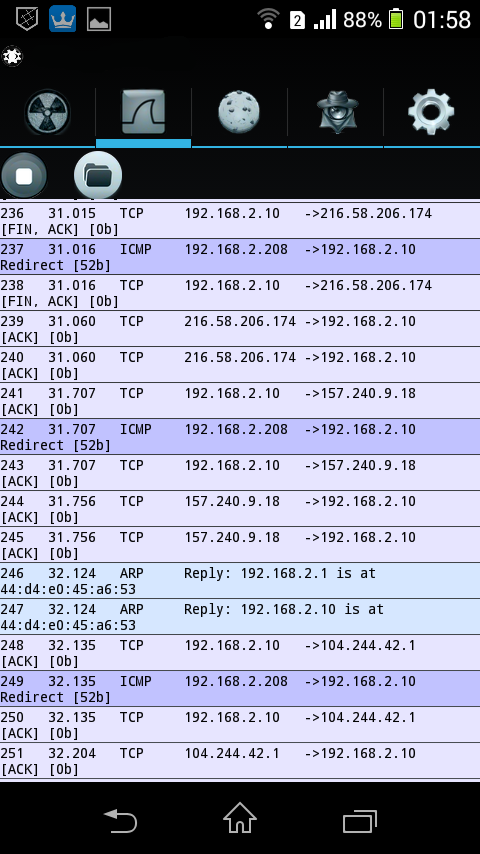 2 88% 01:58
236 31.015 TCP 192.168.2.10 ->216.58.206.174
[FIN, ACK] [0b]
237 31.016 ICMP 192.168.2.208 ->192.168.2.10
Redirect [52b]
238 31.016 TCP 192.168.2.10 ->216.58.206.174
[FIN, ACK] [0b]
239 31.060 TCP 216.58.206.174 ->192.168.2.10
[ACK] [0b]
240 31.060 TCP 216.58.206.174 ->192.168.2.10
[ACK] [0b]
241 31.707 TCP 192.168.2.10 ->157.240.9.18
[ACK] [0b]
242 31.707 ICMP 192.168.2.208 ->192.168.2.10
Redirect [52b]
243 31.707 TCP 192.168.2.10 ->157.240.9.18
[ACK] [0b]
244 31.756 TCP 157.240.9.18 ->192.168.2.10
[ACK] [0b]
245 31.756 TCP 157.240.9.18 ->192.168.2.10
[ACK] [0b]
246 32.124 ARP Reply: 192.168.2.1 is at
44:d4:e0:45:a6:53
247 32.124 ARP Reply: 192.168.2.10 is at
44:d4:e0:45:a6:53
248 32.135 TCP 192.168.2.10 ->104.244.42.1
[ACK] [0b]
249 32.135 ICMP 192.168.2.208 ->192.168.2.10
Redirect [52b]
250 32.135 TCP 192.168.2.10 ->104.244.42.1
[ACK] [0b]
251 32.204 TCP 104.244.42.1 ->192.168.2.10
[ACK] [0b]